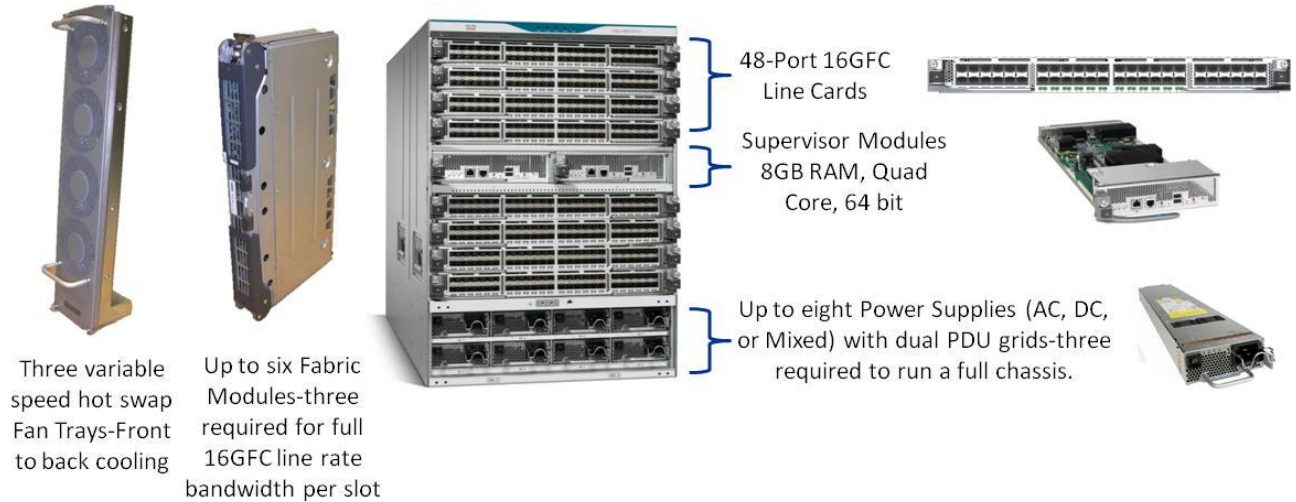 48-Port 16GFC
Line Cards
Supervisor Modules
8GB RAM, Quad
Core, 64 bit
Up to eight Power Supplies (AC, DC,
or Mixed) with dual PDU grids-three
required to run a full chassis.
Three variable
speed hot swap
Fan Trays-Front
to back cooling
Up to six Fabric
Modules-three
required for full
16GFC line rate
bandwidth per slot